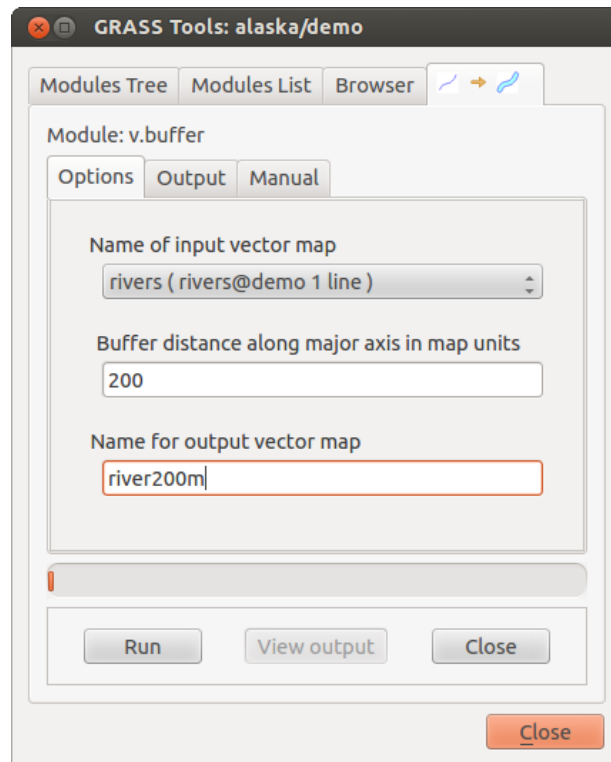 GRASS Tools: alaska/demo
Modules Tree Modules List Browser
Module: v.buffer
Options Output Manual
Name of input vector map
rivers ( rivers@demo 1 line )
Buffer distance along major axis in map units
200
Name for output vector map
river200m
Run View output Close
Close